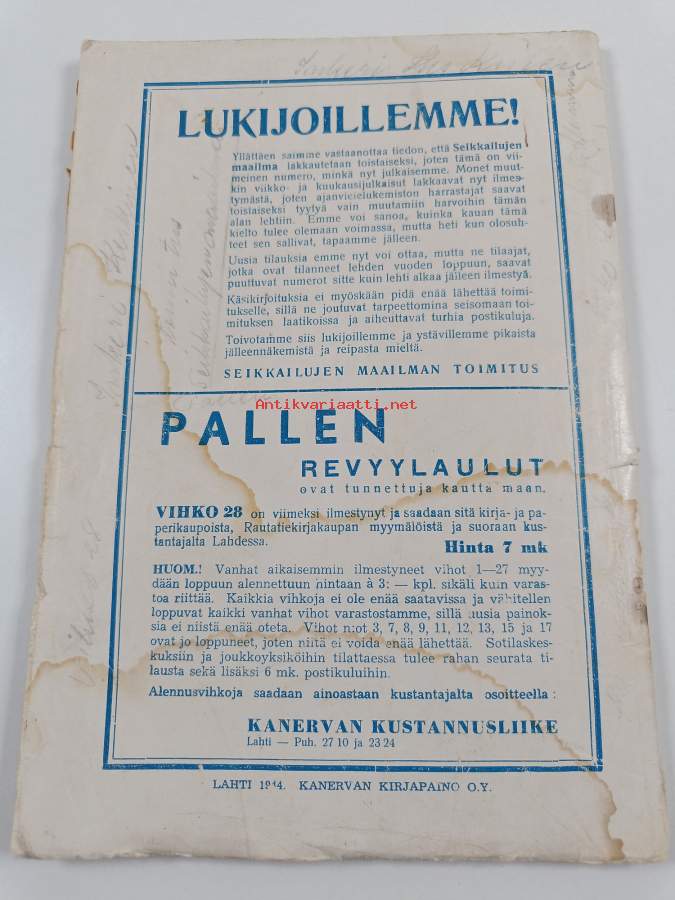 LUKIJOILLEMME!
Yllättäen saimme vastaanottaa tiedon, että Seikkailujen
maailma lakkautetaan toistaiseksi, joten tämä on vii-
meinen numero, minkä nyt julkaisemme. Monet muut-
kin viikko- ja kuukausijulkaisut lakkaavat nyt ilmes-
tymästä, joten ajanvietelukemiston harrastajat saavat
toistaiseksi tyytyä vain muutamiin harvoihin tämän
alan lehtiin. Emme voi sanoa, kuinka kauan tämä
kielto tulee olemaan voimassa, mutta heti kun olosuh-
teet sen sallivat, tapaamme jälleen.
Uusia tilauksia emme nyt voi ottaa, mutta ne tilaajat,
jotka ovat tilanneet lehden vuoden loppuun, saavat
puuttuvat numerot sitte kuin lehti alkaa jälleen ilmestyä.
Käsikirjoituksia ei myöskään pidä enää lähettää toimi-
tukselle, sillä ne joutuvat tarpeettomina seisomaan toi-
mituksen laatikoissa ja aiheuttavat turhia postikuluja.
Toivotamme siis lukijoillemme ja ystävillemme pikaista
jälleennäkemistä ja reipasta mieltä.
SEIKKAILUJEN MAAILMAN TOIMITUS
Antikvariaatti.net
PALLEN
REVYYLAULUT
ovat tunnettuja kautta maan.
VIHKO 28 on viimeksi ilmestynyt ja saadaan sitä kirja- ja pa-
perikaupoista, Rautatiekirjakaupan myymälöistä ja suoraan kus-
tantajalta Lahdessa.
Hinta 7 mk
HUOM.! Vanhat aikaisemmin ilmestyneet vihot 1—27 myy-
dään loppuun alennettuun hintaan à 3: — kpl. sikäli kuin varas-
toa riittää. Kaikkia vihkoja ei ole enää saatavissa ja vähitellen
loppuvat kaikki vanhat vihot varastostamme, sillä uusia painok-
sia ei niistä enää oteta. Vihot n:ot 3, 7, 8, 9, 11, 12, 13, 15 ja 17
ovat jo loppuneet, joten niitä ei voida enää lähettää. Sotilaskes-
kuksiin ja joukkoyksiköihin tilattaessa tulee rahan seurata ti-
lausta sekä lisäksi 6 mk. postikuluihin.
Alennusvihkoja saadaan ainoastaan kustantajalta osoitteella:
KANERVAN KUSTANNUSLIIKE
Lahti — Puh. 27 10 ja 23 24
LAHTI 1944. KANERVAN KIRJAPAINO O.Y.